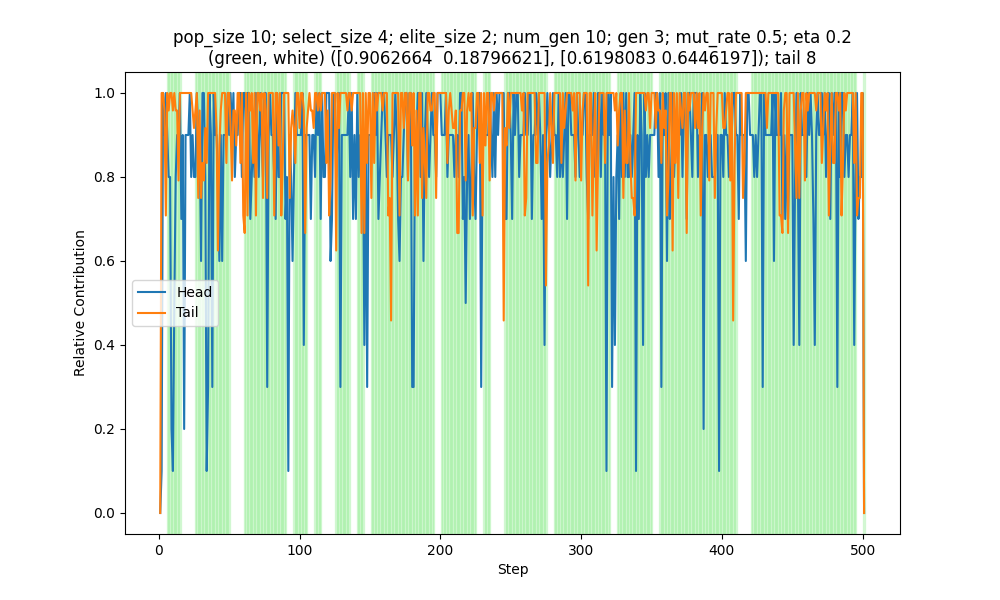 pop_size 10; select_size 4; elite_size 2; num_gen 10; gen 3; mut_rate 0.5; eta 0.2
(green, white) ([0.9062664  0.18796621], [0.6198083 0.6446197]); tail 8
Relative Contribution
1.0
0.8
0.6
0.4
0.2
0.0
Head
Tail
0
100
200
300
400
500
Step